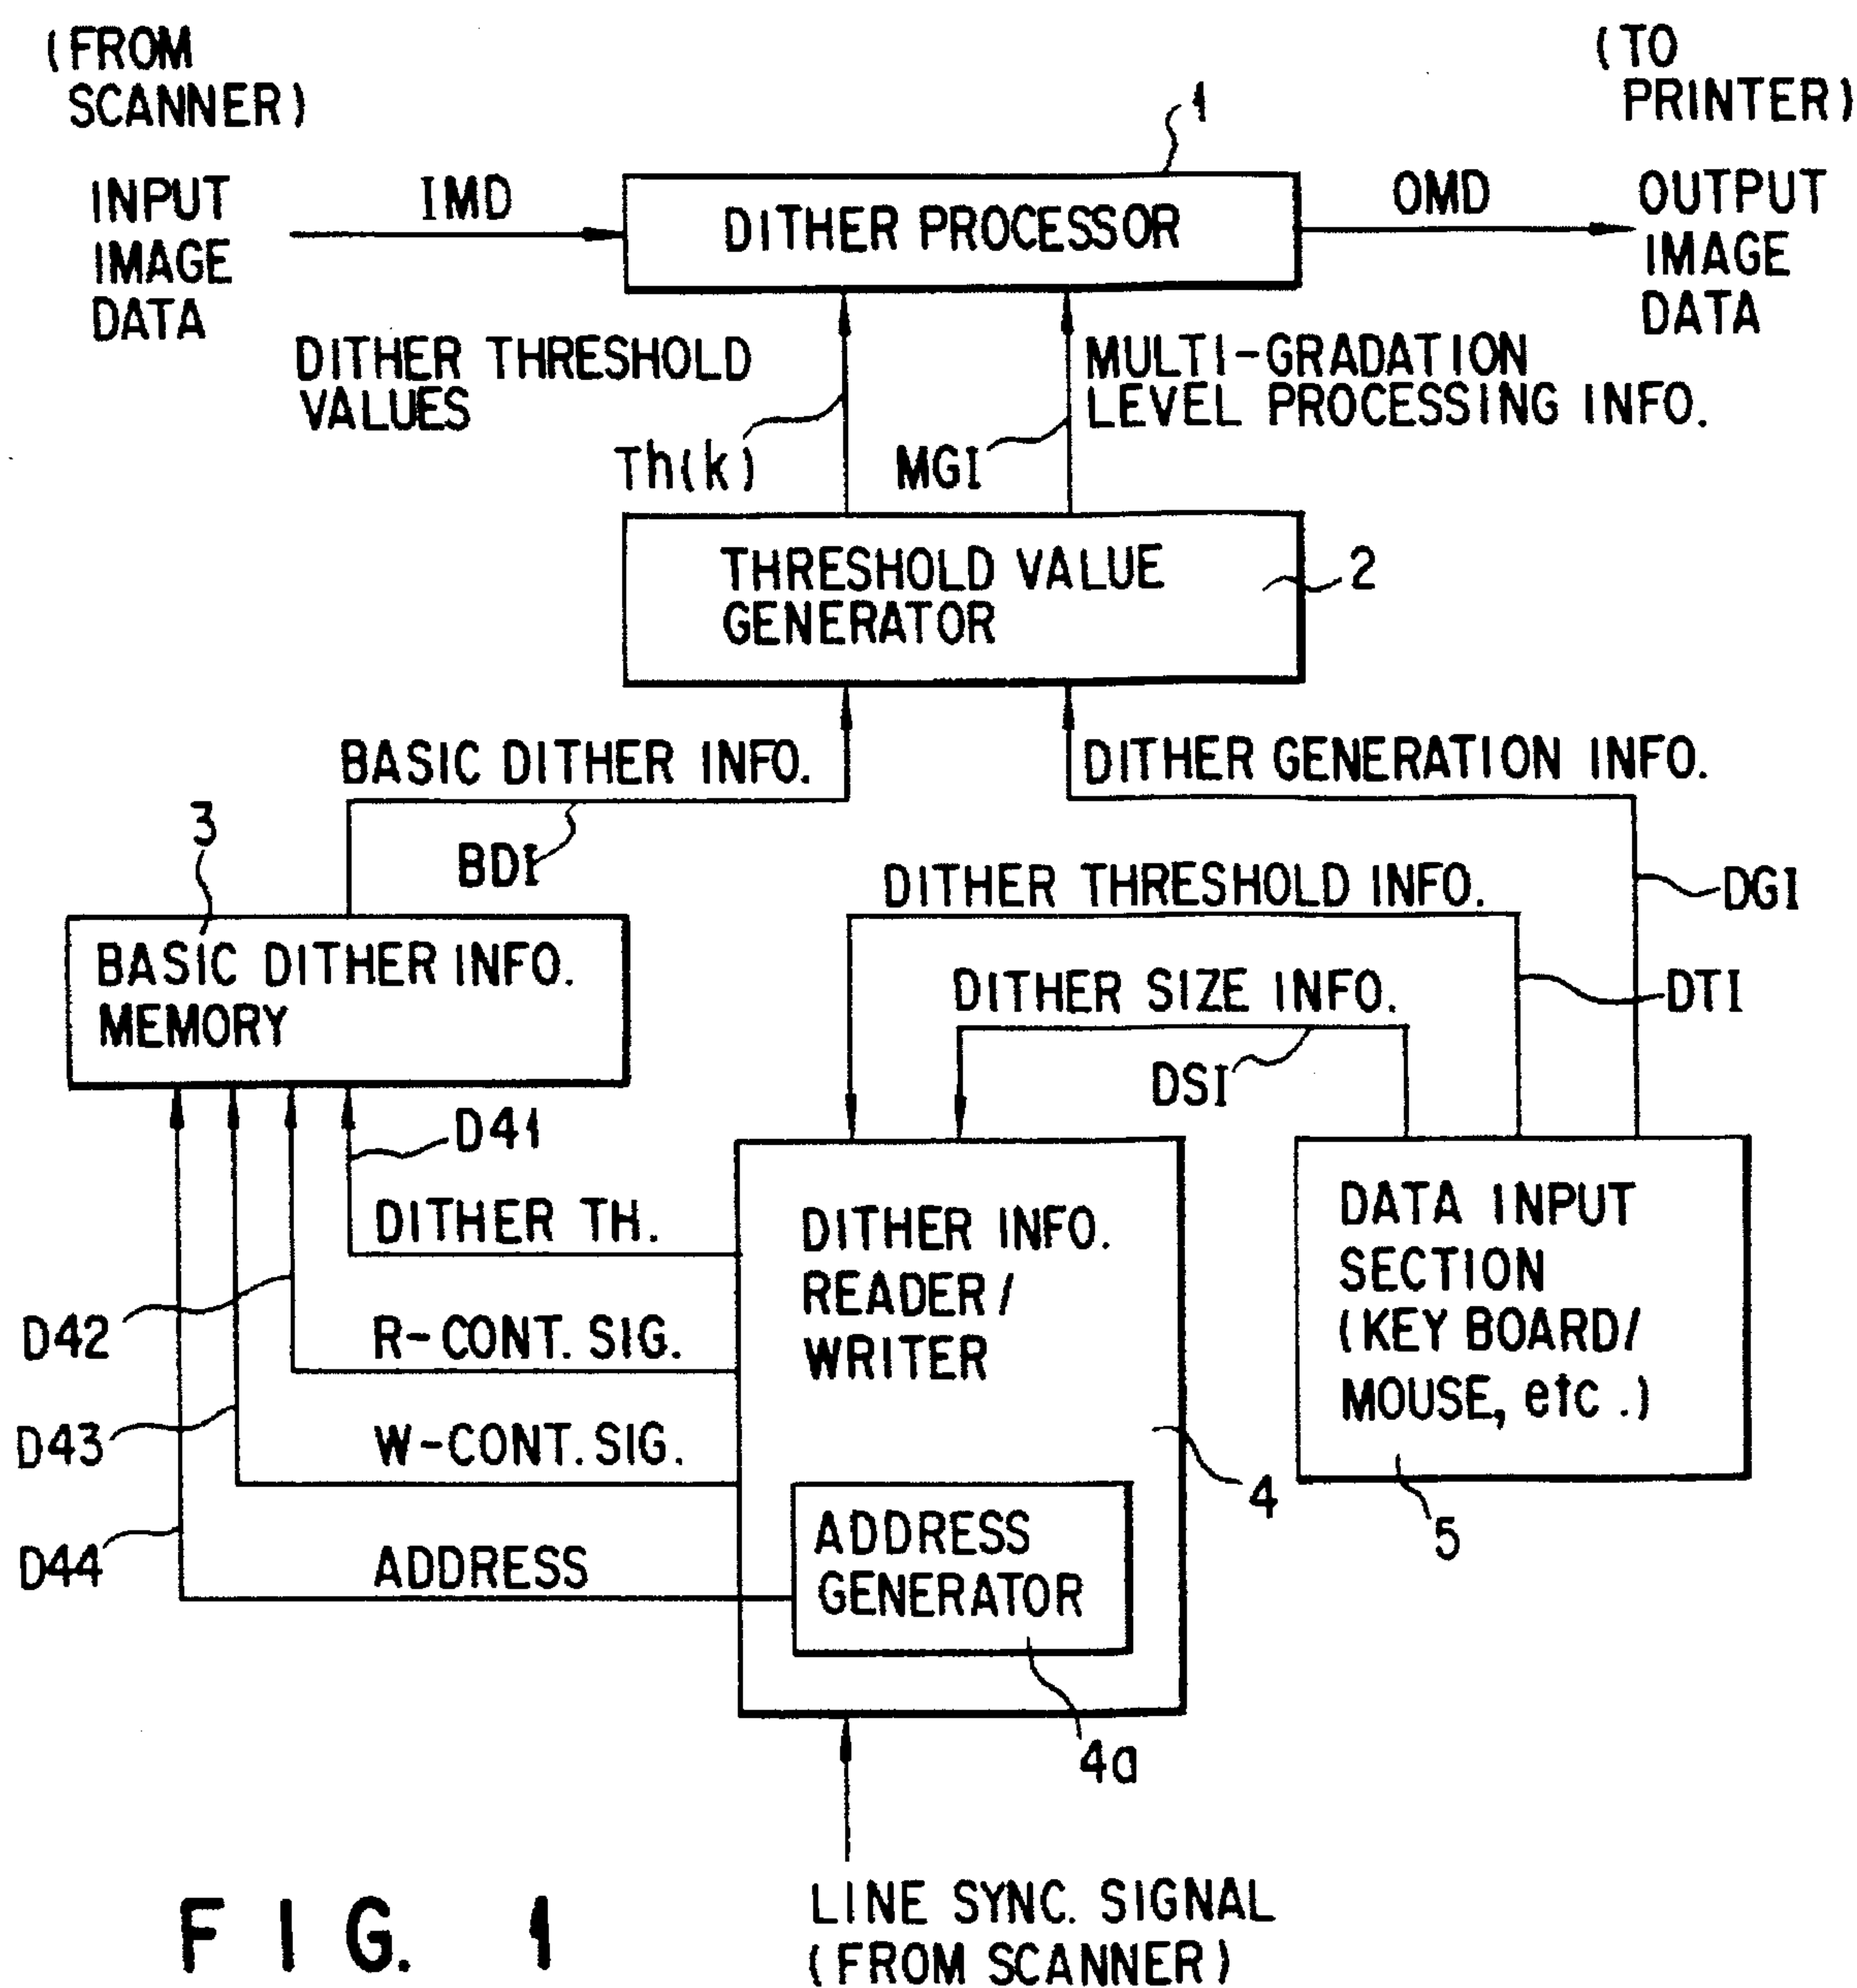 (FROM
SCANNER)
(TO
PRINTER)
1
INPUT
IMAGE
DATA
IMD
DITHER PROCESSOR
OMD
OUTPUT
IMAGE
DATA
DITHER THRESHOLD
VALUES
Th(k)
MULTI-GRADATION
LEVEL PROCESSING INFO.
MGI
THRESHOLD VALUE
GENERATOR
2
BASIC DITHER INFO.
BDI
DITHER GENERATION INFO.
DGI
3
BASIC DITHER INFO.
MEMORY
DITHER THRESHOLD INFO.
DTI
DITHER SIZE INFO.
DSI
D41
DITHER TH.
D42
R-CONT. SIG.
D43
W-CONT. SIG.
D44
ADDRESS
DITHER INFO.
READER/
WRITER
4
ADDRESS
GENERATOR
4a
DATA INPUT
SECTION
(KEY BOARD/
MOUSE, etc.)
5
LINE SYNC. SIGNAL
(FROM SCANNER)
FIG. 1